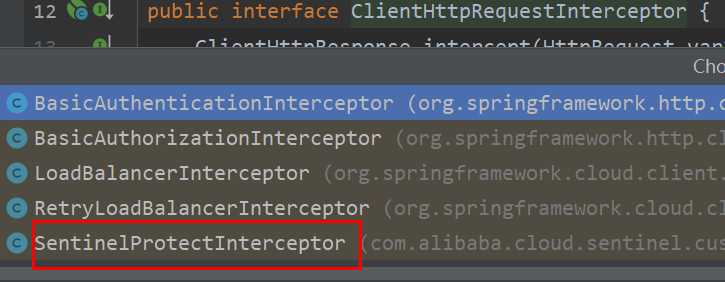 12 public interface ClientHttpRequestInterceptor {
13 ClientHttpResponse intercept(HttpRequest var
Cho
BasicAuthenticationInterceptor (org.springframework.http.c
BasicAuthorizationInterceptor (org.springframework.http.cl
LoadBalancerInterceptor (org.springframework.cloud.client.
RetryLoadBalancerInterceptor (org.springframework.cloud.cl
SentinelProtectInterceptor (com.alibaba.cloud.sentinel.cus